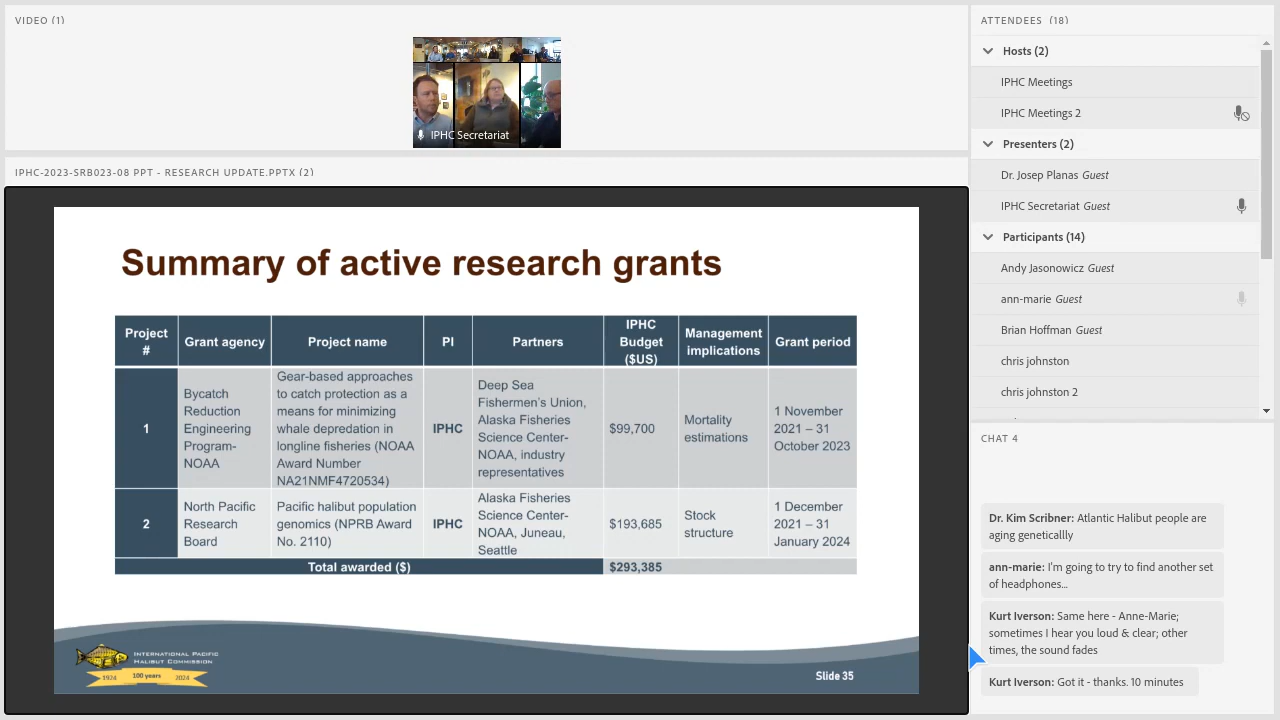 VIDEO (1)
IPHC Secretariat
IPHC-2023-SRB023-08 PPT - RESEARCH UPDATE.PPTX (2)
Summary of active research grants
Project #
Grant agency
Project name
PI
Partners
IPHC Budget ($US)
Management implications
Grant period
1
Bycatch
Reduction
Engineering
Program-
NOAA
Gear-based approaches
to catch protection as a
means for minimizing
whale depredation in
longline fisheries (NOAA
Award Number
NA21NMF4720534)
IPHC
Deep Sea
Fishermen's Union,
Alaska Fisheries
Science Center-
NOAA, industry
representatives
$99,700
Mortality
estimations
1 November
2021 – 31
October 2023
2
North Pacific
Research
Board
Pacific halibut population
genomics (NPRB Award
No. 2110)
IPHC
Alaska Fisheries
Science Center-
NOAA, Juneau,
Seattle
$193,685
Stock
structure
1 December
2021 – 31
January 2024
Total awarded ($)
$293,385
INTERNATIONAL PACIFIC
HALIBUT COMMISSION
1924 100 years 2024
Slide 35
ATTENDEES (18)
Hosts (2)
IPHC Meetings
IPHC Meetings 2
Presenters (2)
Dr. Josep Planas Guest
IPHC Secretariat Guest
Participants (14)
Andy Jasonowicz Guest
ann-marie Guest
Brian Hoffman Guest
chris johnston
chris johnston 2
CHAT 4
Dr. Kim Scribner: Atlantic Halibut people are
aging geneticallly
ann-marie: I'm going to try to find another set
of headphones...
Kurt Iverson: Same here - Anne-Marie;
sometimes I hear you loud & clear; other
times, the sound fades
Kurt Iverson: Got it - thanks. 10 minutes